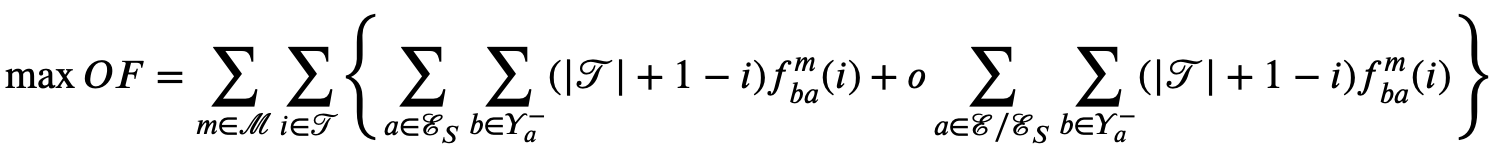 max OF = ∑_{m∈ℳ} ∑_{i∈𝒯} { ∑_{a∈ℰ_S} ∑_{b∈Υ_a^−} (|𝒯| + 1 − i) f_{ba}^m(i) + o ∑_{a∈ℰ/ℰ_S} ∑_{b∈Υ_a^−} (|𝒯| + 1 − i) f_{ba}^m(i) }